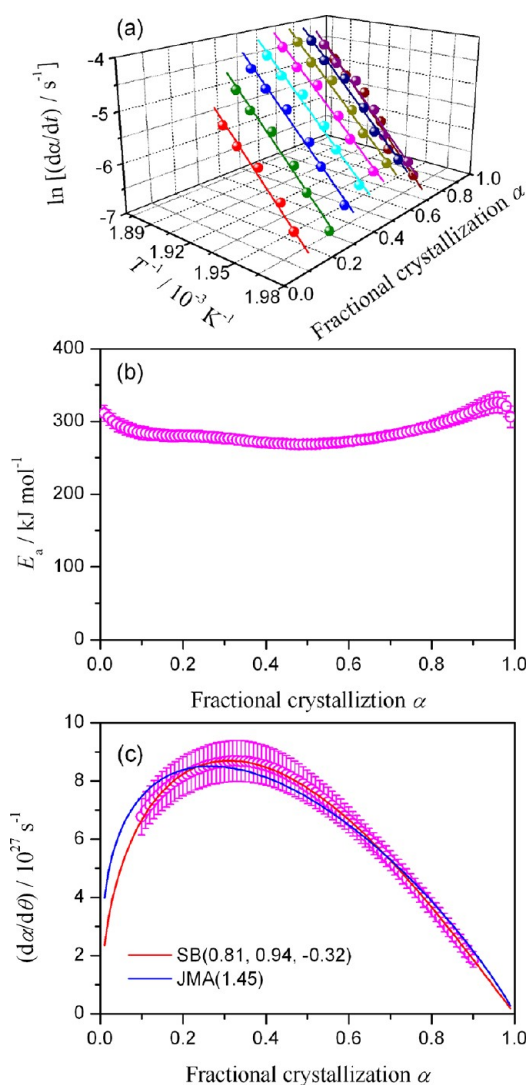 (a)
ln [(dα/dt) / s⁻¹]
-4
-5
-6
-7
1.89
1.92
1.95
1.98
T⁻¹ / 10⁻³ K⁻¹
0.0
0.2
0.4
0.6
0.8
1.0
Fractional crystallization α
(b)
Eₐ / kJ mol⁻¹
400
300
200
100
0
0.0 0.2 0.4 0.6 0.8 1.0
Fractional crystalliztion α
(c)
(dα/dθ) / 10²⁷ s⁻¹
10
8
6
4
2
0
SB(0.81, 0.94, -0.32)
JMA(1.45)
0.0 0.2 0.4 0.6 0.8 1.0
Fractional crystalliztion α